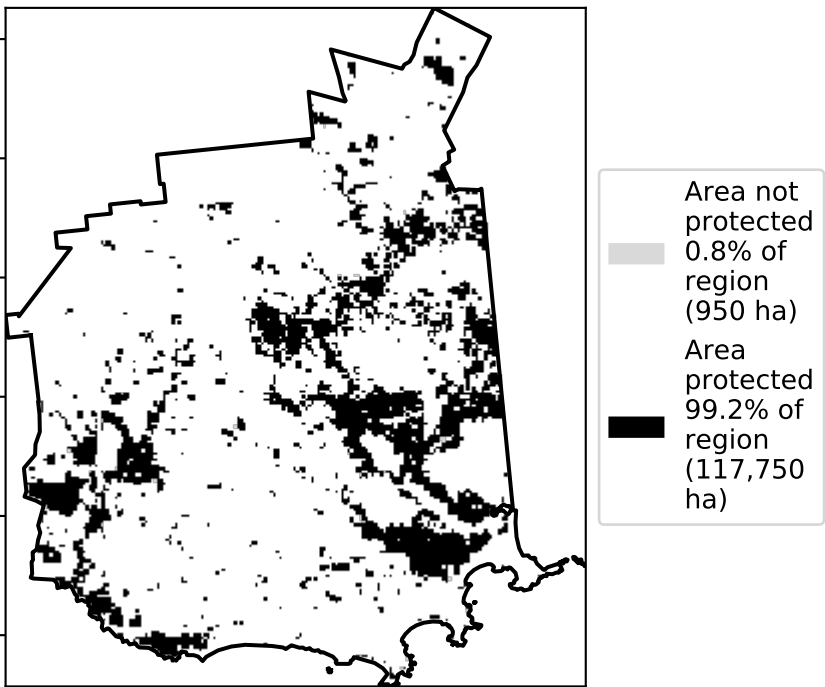 Area not
protected
0.8% of
region
(950 ha)
Area
protected
99.2% of
region
(117,750
ha)